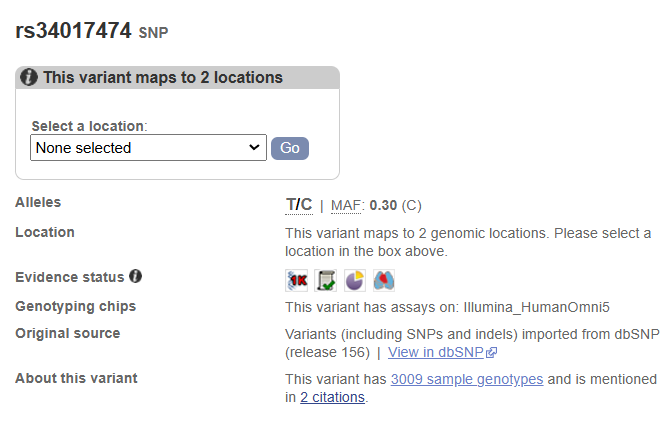 rs34017474 SNP
i This variant maps to 2 locations
Select a location:
None selected Go
Alleles T/C | MAF: 0.30 (C)
Location This variant maps to 2 genomic locations. Please select a
location in the box above.
Evidence status i 1K
Genotyping chips This variant has assays on: Illumina_HumanOmni5
Original source Variants (including SNPs and indels) imported from dbSNP
(release 156) | View in dbSNP
About this variant This variant has 3009 sample genotypes and is mentioned
in 2 citations.